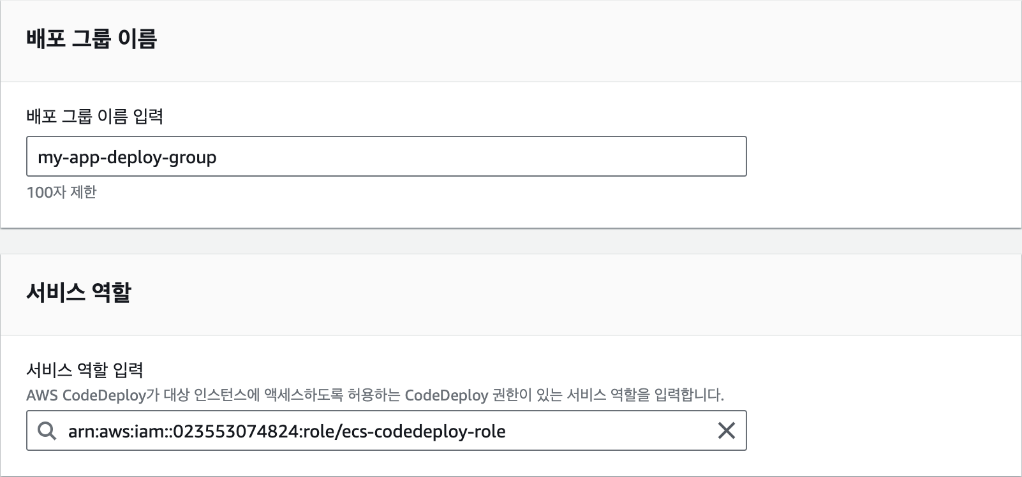 배포 그룹 이름
배포 그룹 이름 입력
my-app-deploy-group
100자 제한
서비스 역할
서비스 역할 입력
AWS CodeDeploy가 대상 인스턴스에 액세스하도록 허용하는 CodeDeploy 권한이 있는 서비스 역할을 입력합니다.
arn:aws:iam::023553074824:role/ecs-codedeploy-role